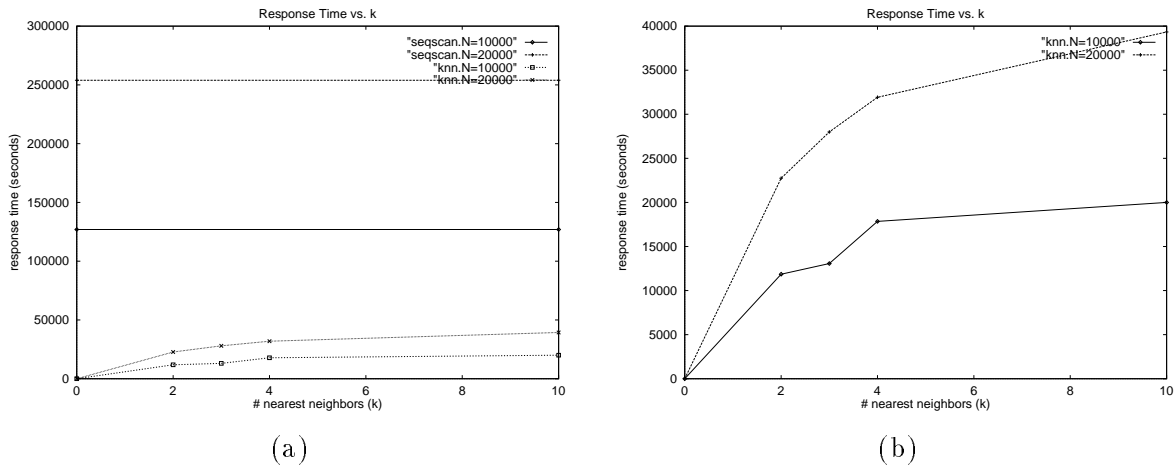 Response Time vs. k
300000
250000
200000
150000
100000
50000
0
response time (seconds)
"seqscan.N=10000"
"seqscan.N=20000"
"knn.N=10000"
"knn.N=20000"
0 2 4 6 8 10
# nearest neighbors (k)
(a)
Response Time vs. k
40000
35000
30000
25000
20000
15000
10000
5000
0
response time (seconds)
"knn.N=10000"
"knn.N=20000"
0 2 4 6 8 10
# nearest neighbors (k)
(b)